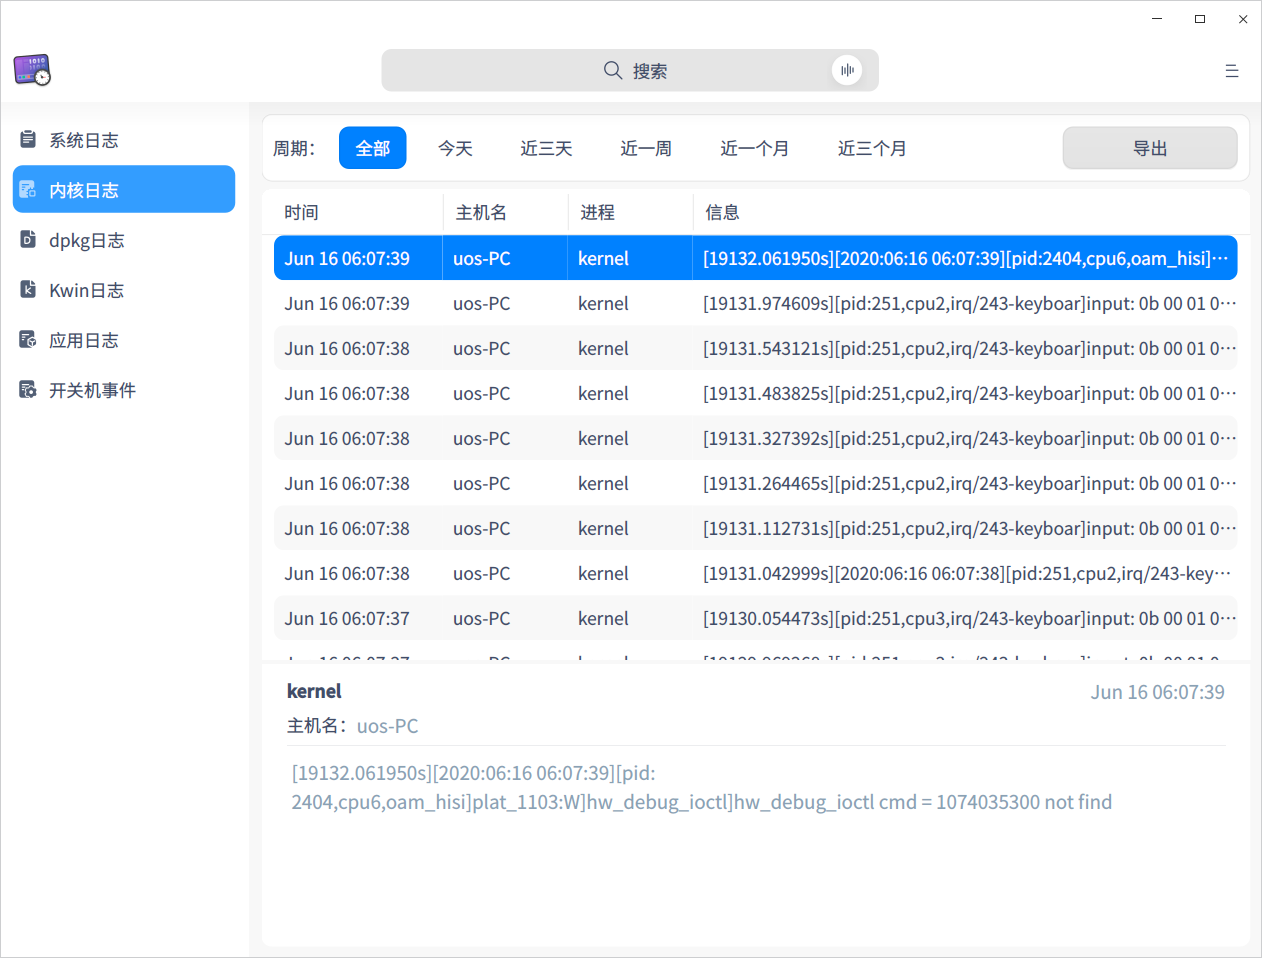 搜索
系统日志
内核日志
dpkg日志
Kwin日志
应用日志
开关机事件
周期： 全部 今天 近三天 近一周 近一个月 近三个月 导出
时间 主机名 进程 信息
Jun 16 06:07:39 uos-PC kernel [19132.061950s][2020:06:16 06:07:39][pid:2404,cpu6,oam_hisi]···
Jun 16 06:07:39 uos-PC kernel [19131.974609s][pid:251,cpu2,irq/243-keyboar]input: 0b 00 01 0···
Jun 16 06:07:38 uos-PC kernel [19131.543121s][pid:251,cpu2,irq/243-keyboar]input: 0b 00 01 0···
Jun 16 06:07:38 uos-PC kernel [19131.483825s][pid:251,cpu2,irq/243-keyboar]input: 0b 00 01 0···
Jun 16 06:07:38 uos-PC kernel [19131.327392s][pid:251,cpu2,irq/243-keyboar]input: 0b 00 01 0···
Jun 16 06:07:38 uos-PC kernel [19131.264465s][pid:251,cpu2,irq/243-keyboar]input: 0b 00 01 0···
Jun 16 06:07:38 uos-PC kernel [19131.112731s][pid:251,cpu2,irq/243-keyboar]input: 0b 00 01 0···
Jun 16 06:07:38 uos-PC kernel [19131.042999s][2020:06:16 06:07:38][pid:251,cpu2,irq/243-key···
Jun 16 06:07:37 uos-PC kernel [19130.054473s][pid:251,cpu3,irq/243-keyboar]input: 0b 00 01 0···
kernel Jun 16 06:07:39
主机名： uos-PC
[19132.061950s][2020:06:16 06:07:39][pid:
2404,cpu6,oam_hisi]plat_1103:W]hw_debug_ioctl]hw_debug_ioctl cmd = 1074035300 not find